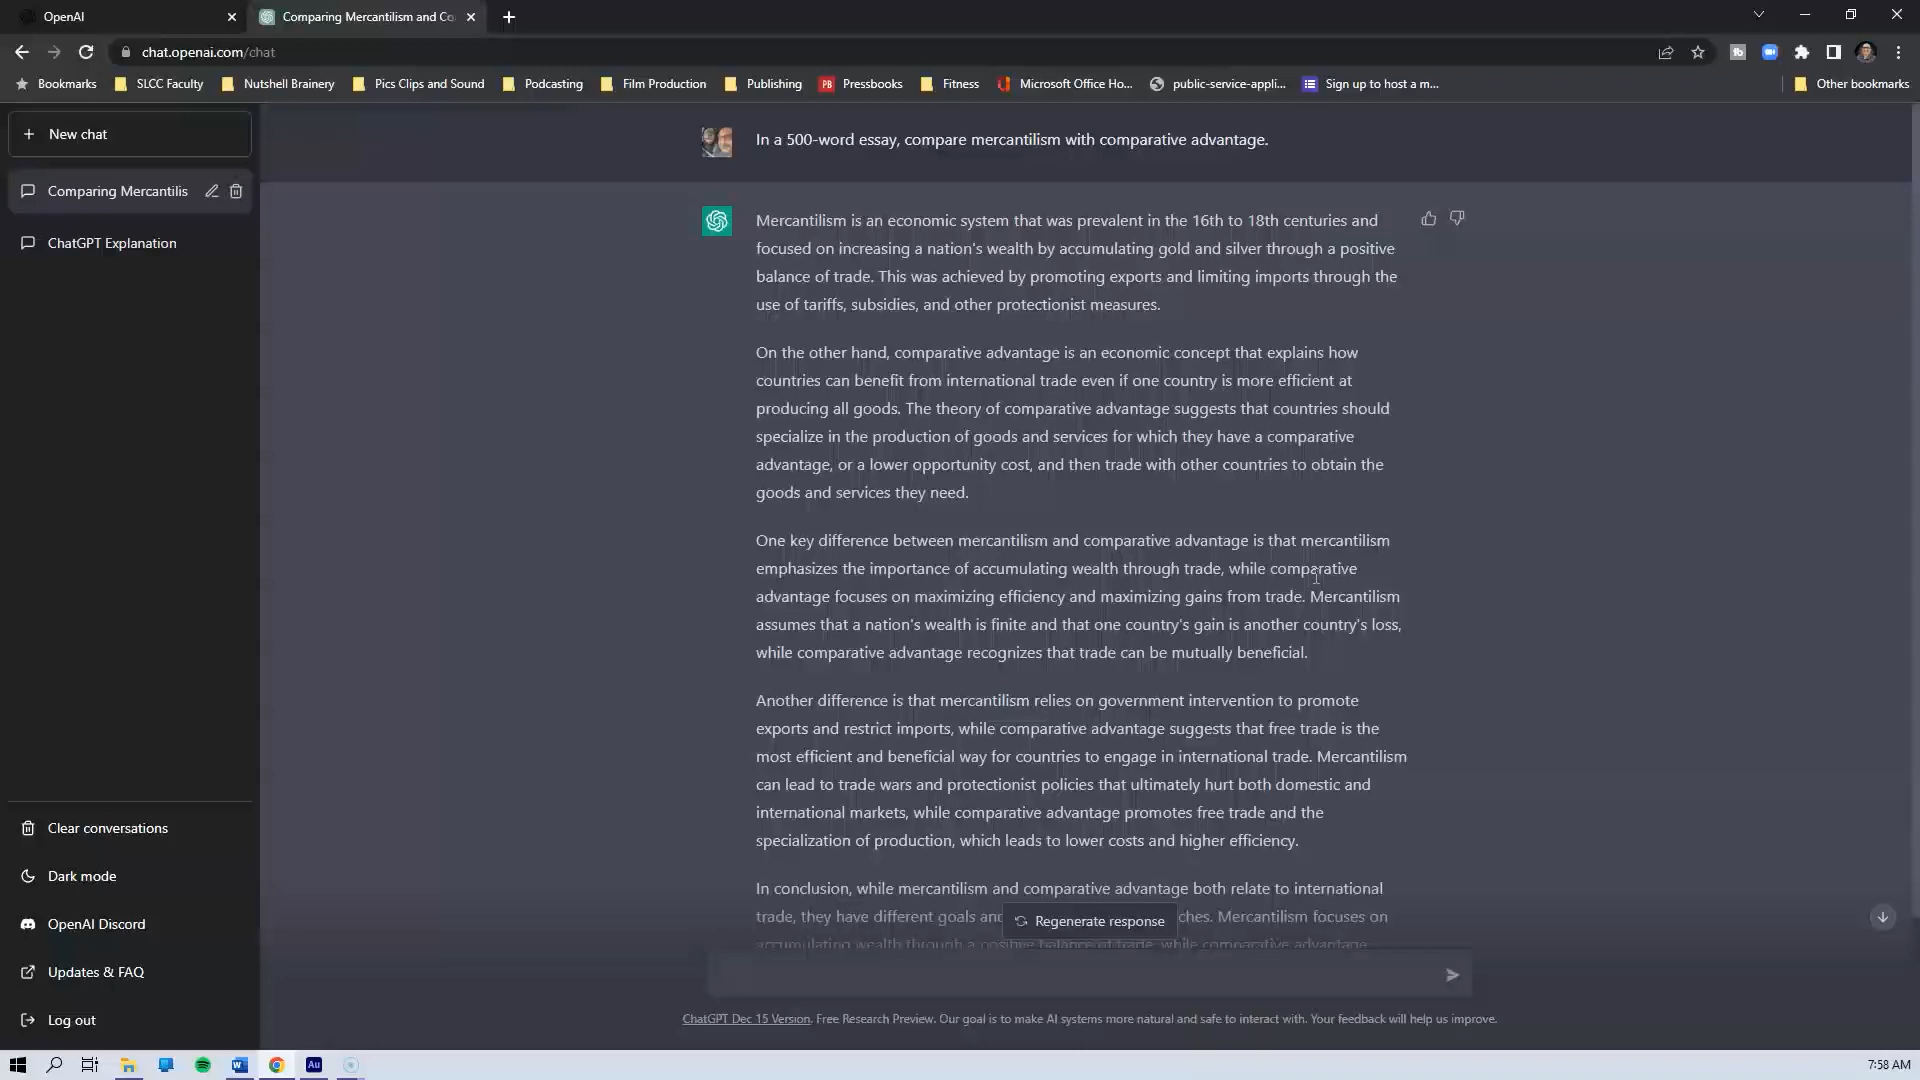 OpenAI
Comparing Mercantilism and Co
chat.openai.com/chat
Bookmarks
SLCC Faculty
Nutshell Brainery
Pics Clips and Sound
Podcasting
Film Production
Publishing
PB
Pressbooks
Fitness
Microsoft Office Ho...
public-service-appli...
Sign up to host a m...
Other bookmarks
+ New chat
Comparing Mercantilis
ChatGPT Explanation
In a 500-word essay, compare mercantilism with comparative advantage.
Mercantilism is an economic system that was prevalent in the 16th to 18th centuries and
focused on increasing a nation's wealth by accumulating gold and silver through a positive
balance of trade. This was achieved by promoting exports and limiting imports through the
use of tariffs, subsidies, and other protectionist measures.
On the other hand, comparative advantage is an economic concept that explains how
countries can benefit from international trade even if one country is more efficient at
producing all goods. The theory of comparative advantage suggests that countries should
specialize in the production of goods and services for which they have a comparative
advantage, or a lower opportunity cost, and then trade with other countries to obtain the
goods and services they need.
One key difference between mercantilism and comparative advantage is that mercantilism
emphasizes the importance of accumulating wealth through trade, while comparative
advantage focuses on maximizing efficiency and maximizing gains from trade. Mercantilism
assumes that a nation's wealth is finite and that one country's gain is another country's loss,
while comparative advantage recognizes that trade can be mutually beneficial.
Another difference is that mercantilism relies on government intervention to promote
exports and restrict imports, while comparative advantage suggests that free trade is the
most efficient and beneficial way for countries to engage in international trade. Mercantilism
can lead to trade wars and protectionist policies that ultimately hurt both domestic and
international markets, while comparative advantage promotes free trade and the
specialization of production, which leads to lower costs and higher efficiency.
In conclusion, while mercantilism and comparative advantage both relate to international
trade, they have different goals and ches. Mercantilism focuses on
accumulating wealth through a positive balance of trade, while comparative advantage
Regenerate response
Clear conversations
Dark mode
OpenAI Discord
Updates & FAQ
Log out
ChatGPT Dec 15 Version. Free Research Preview. Our goal is to make AI systems more natural and safe to interact with. Your feedback will help us improve.
Au
7:58 AM